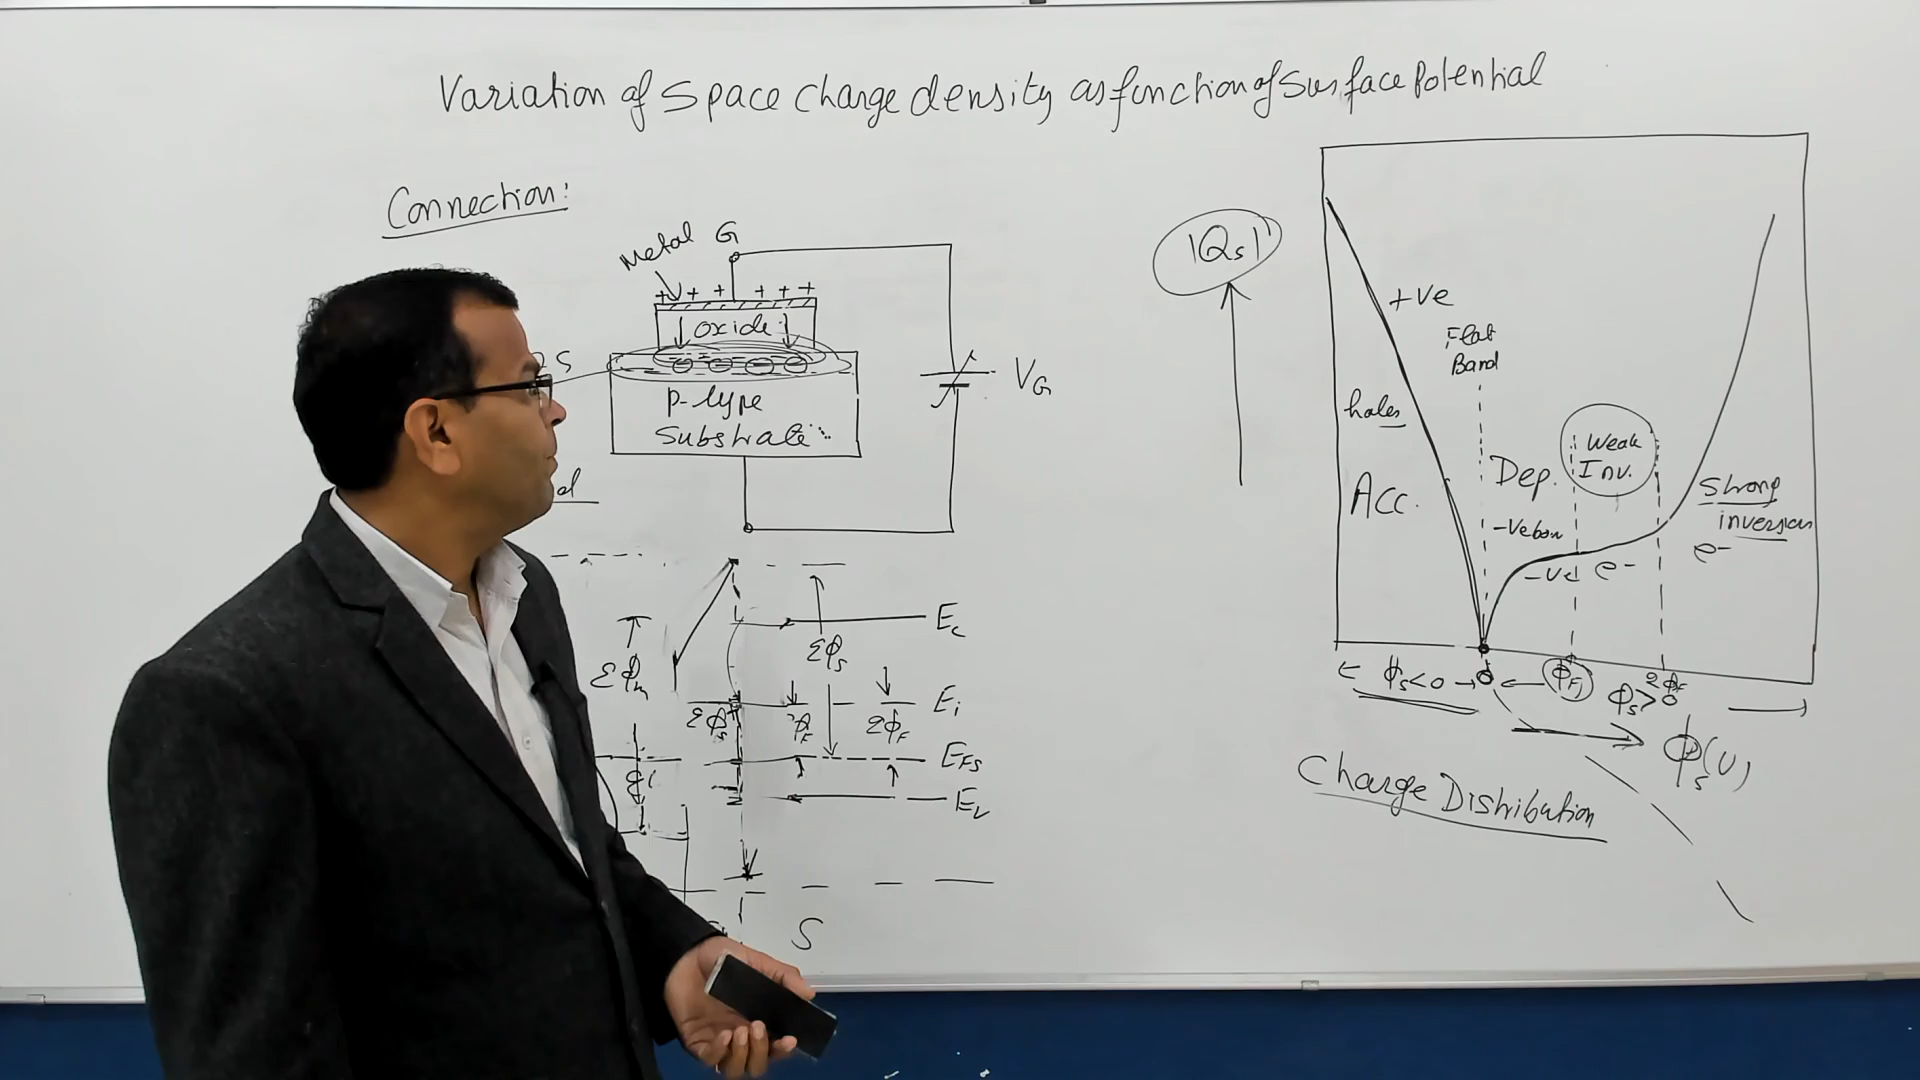 Variation of Space charge density as function of Surface Potential
Connection:
Metal G
+ + + + + +
oxide
S
P-type
Substrate
VG
d
Ec
Ei
EFs
Ev
S
|Qs|
+ve
Flat
Band
holes
Acc.
Dep.
Weak
Inv.
Strong
inversion
e-
-ve e-
ϕs<0
0
ϕF
ϕs>0
2ϕF
ϕs(V)
Charge Distribution